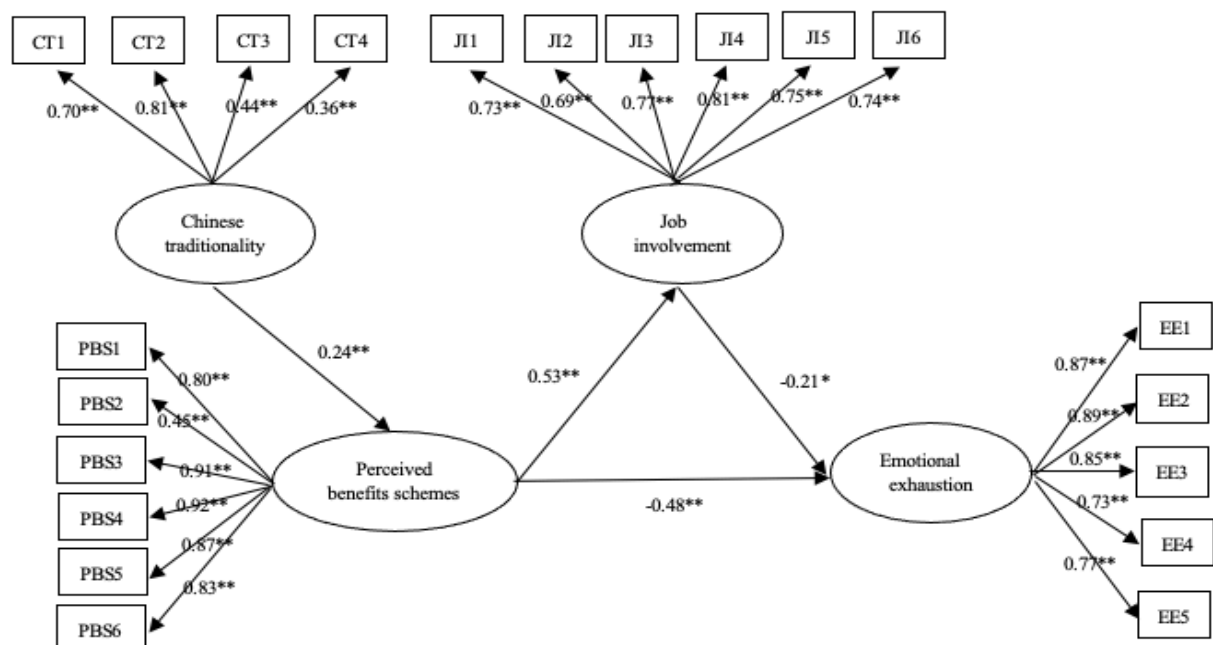 CT1
CT2
CT3
CT4
JI1
JI2
JI3
JI4
JI5
JI6
0.70**
0.81**
0.44**
0.36**
0.73**
0.69**
0.77**
0.81**
0.75**
0.74**
Chinese
traditionality
Job
involvement
PBS1
PBS2
PBS3
PBS4
PBS5
PBS6
0.80**
0.45**
0.91**
0.92**
0.87**
0.83**
0.24**
0.53**
-0.21*
-0.48**
Perceived
benefits schemes
Emotional
exhaustion
0.87**
0.89**
0.85**
0.73**
0.77**
EE1
EE2
EE3
EE4
EE5